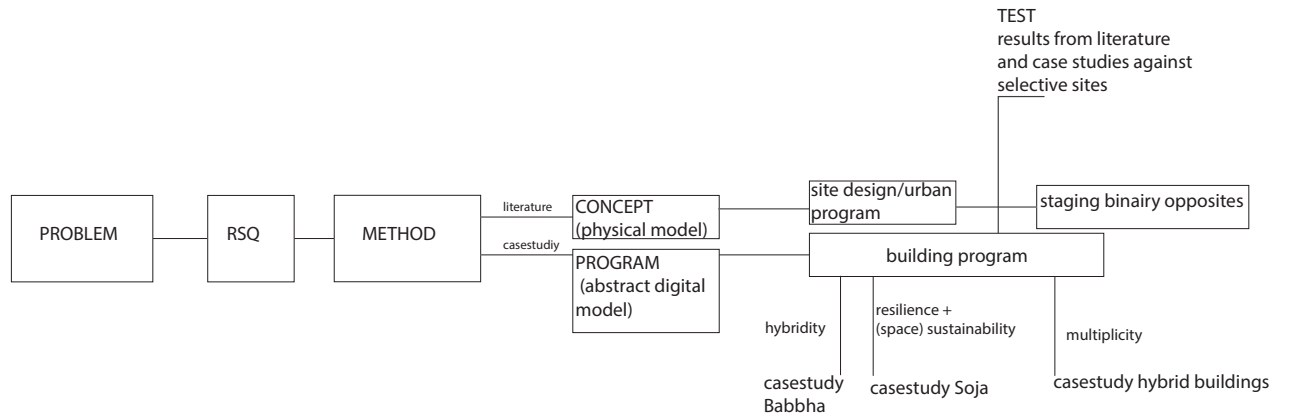 TEST
results from literature
and case studies against
selective sites
PROBLEM
RSQ
METHOD
literature
casestudiy
CONCEPT
(physical model)
PROGRAM
(abstract digital
model)
site design/urban
program
staging binairy opposites
building program
hybridity
resilience +
(space) sustainability
multiplicity
casestudy
Babbha
casestudy Soja
casestudy hybrid buildings